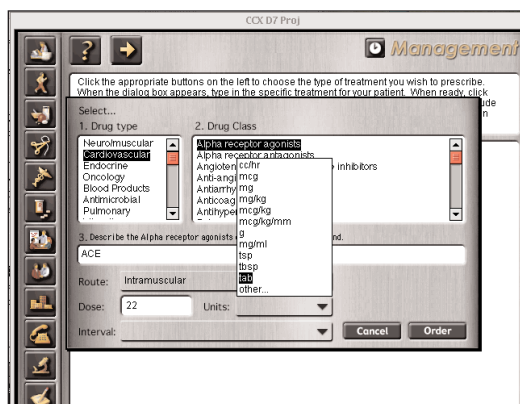 CCX D7 Proj
Management
Click the appropriate buttons on the left to choose the type of treatment you wish to prescribe.
When the dialog box appears, type in the specific treatment for your patient. When ready, click
ude
n
Select...
1. Drug type
2. Drug Class
Neuro/muscular
Cardiovascular
Endocrine
Oncology
Blood Products
Antimicrobial
Pulmonary
Alpha receptor agonists
Alpha receptor antagonists
Angioten inhibitors
Anti-angi
Antiarrhy
Anticoag
Antihyper
cc/hr
mcg
mg
mg/kg
mcg/kg
mcg/kg/mm
g
mg/ml
tsp
tbsp
tab
other...
3. Describe the Alpha receptor agonists nd.
ACE
Route: Intramuscular
Dose: 22 Units:
Interval:
Cancel Order